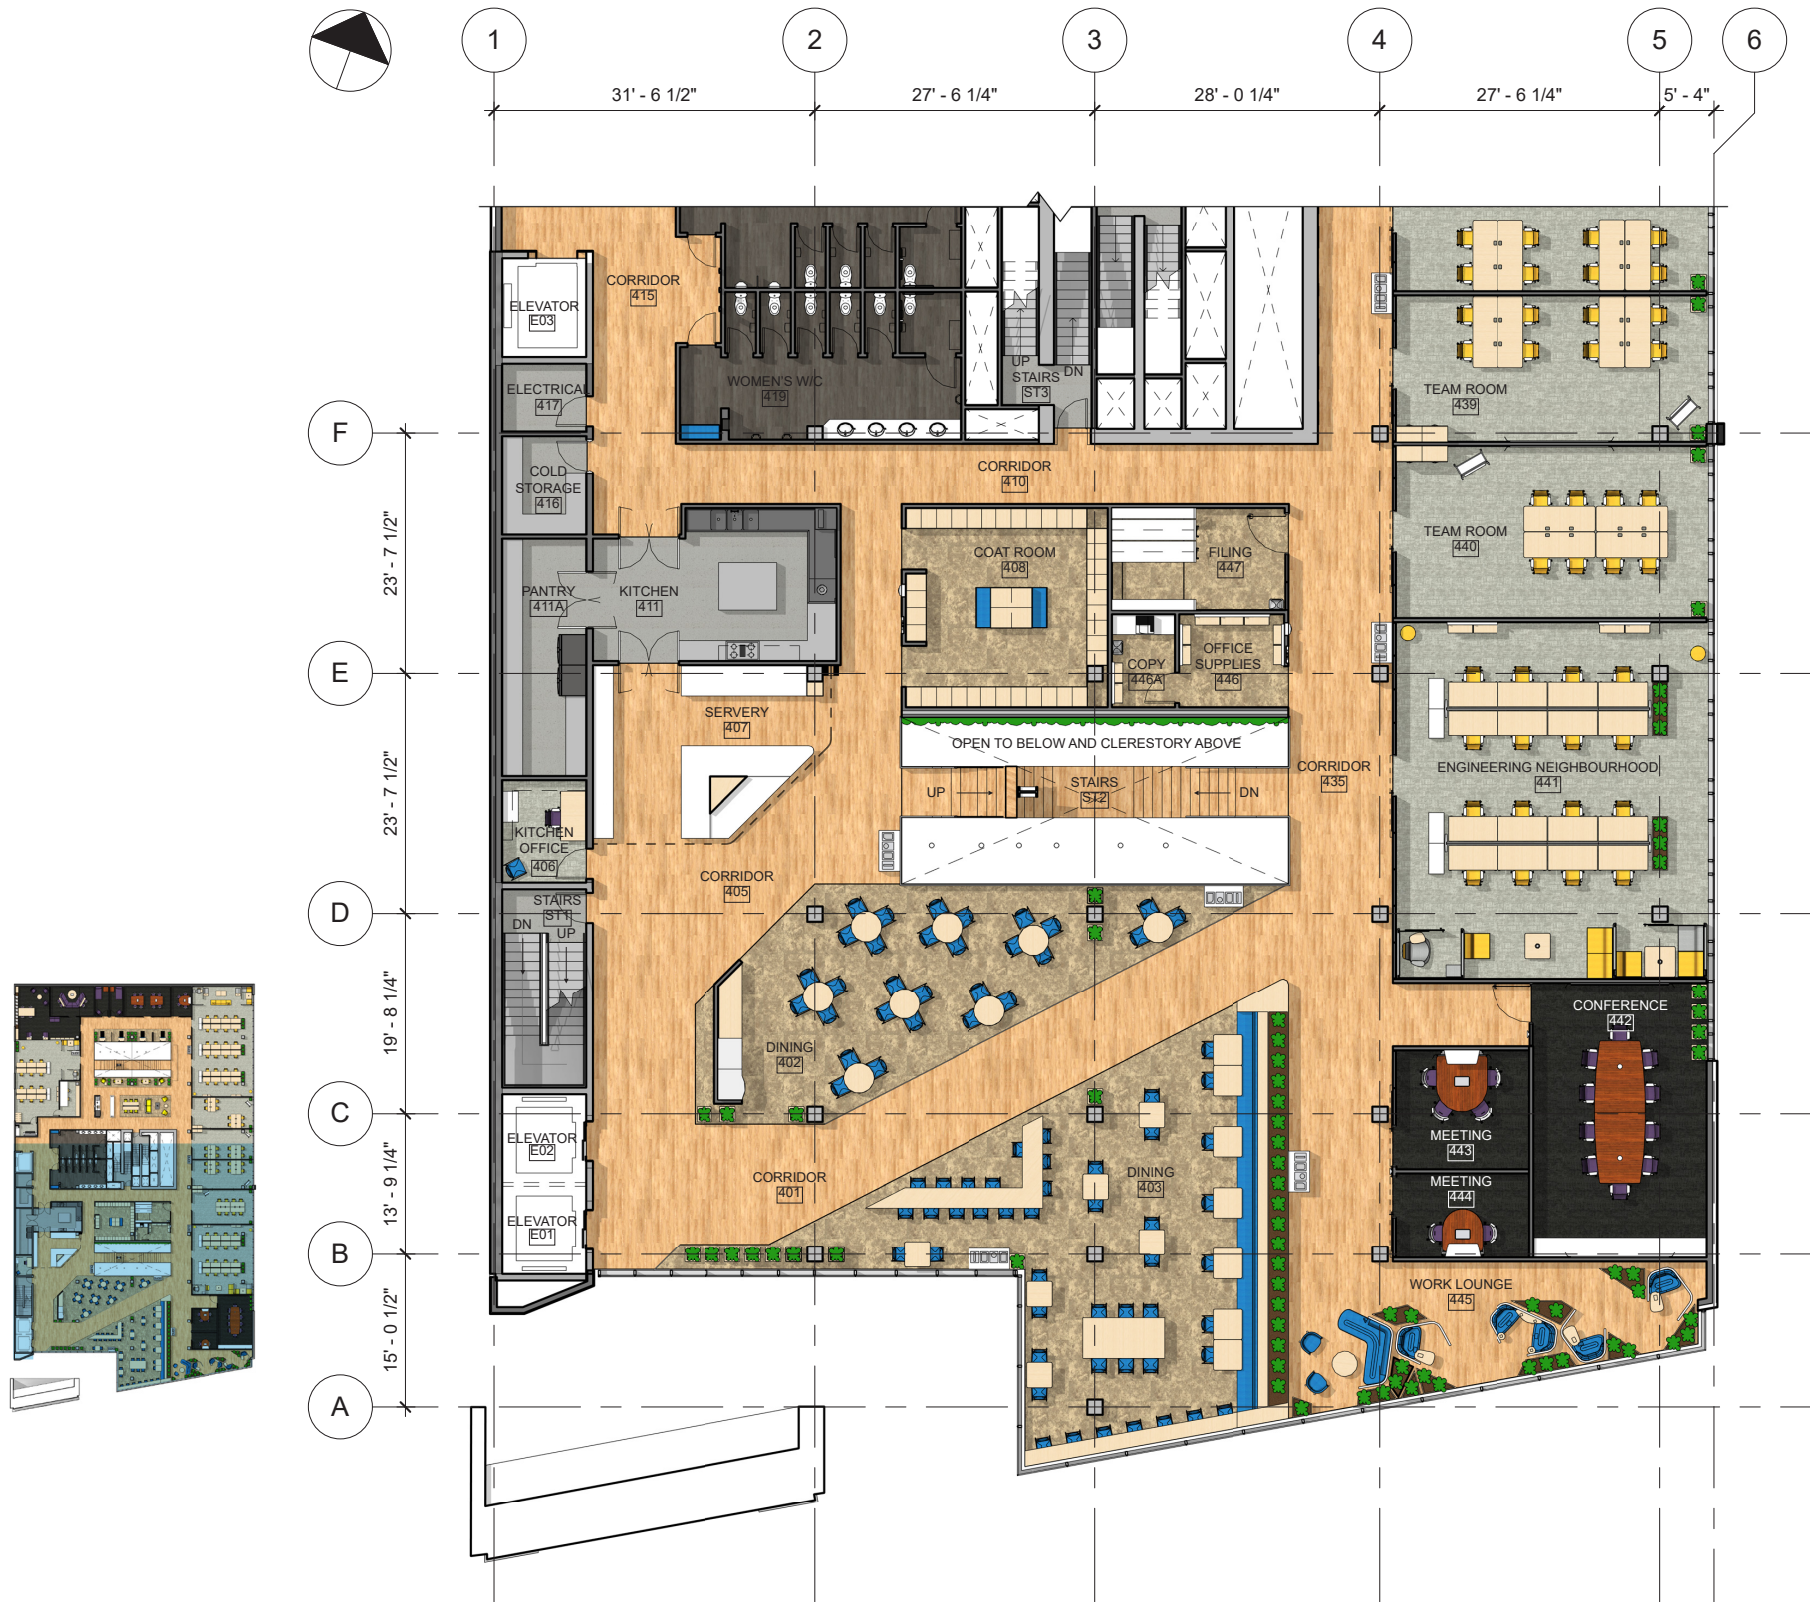 1
2
3
4
5
6
31' - 6 1/2"
27' - 6 1/4"
28' - 0 1/4"
27' - 6 1/4"
5' - 4"
CORRIDOR
415
ELEVATOR
E03
ELECTRICAL
417
COLD
STORAGE
416
WOMEN'S W/C
419
UP
DN
STAIRS
ST3
TEAM ROOM
439
F
CORRIDOR
410
23' - 7 1/2"
PANTRY
411A
KITCHEN
411
COAT ROOM
408
FILING
447
TEAM ROOM
440
COPY
446A
OFFICE
SUPPLIES
446
E
SERVERY
407
OPEN TO BELOW AND CLERESTORY ABOVE
UP
STAIRS
ST2
DN
CORRIDOR
435
ENGINEERING NEIGHBOURHOOD
441
23' - 7 1/2"
KITCHEN
OFFICE
406
CORRIDOR
405
D
STAIRS
ST1
DN
UP
19' - 8 1/4"
DINING
402
CONFERENCE
442
C
ELEVATOR
E02
MEETING
443
13' - 9 1/4"
CORRIDOR
401
DINING
403
MEETING
444
ELEVATOR
E01
B
WORK LOUNGE
445
15' - 0 1/2"
A